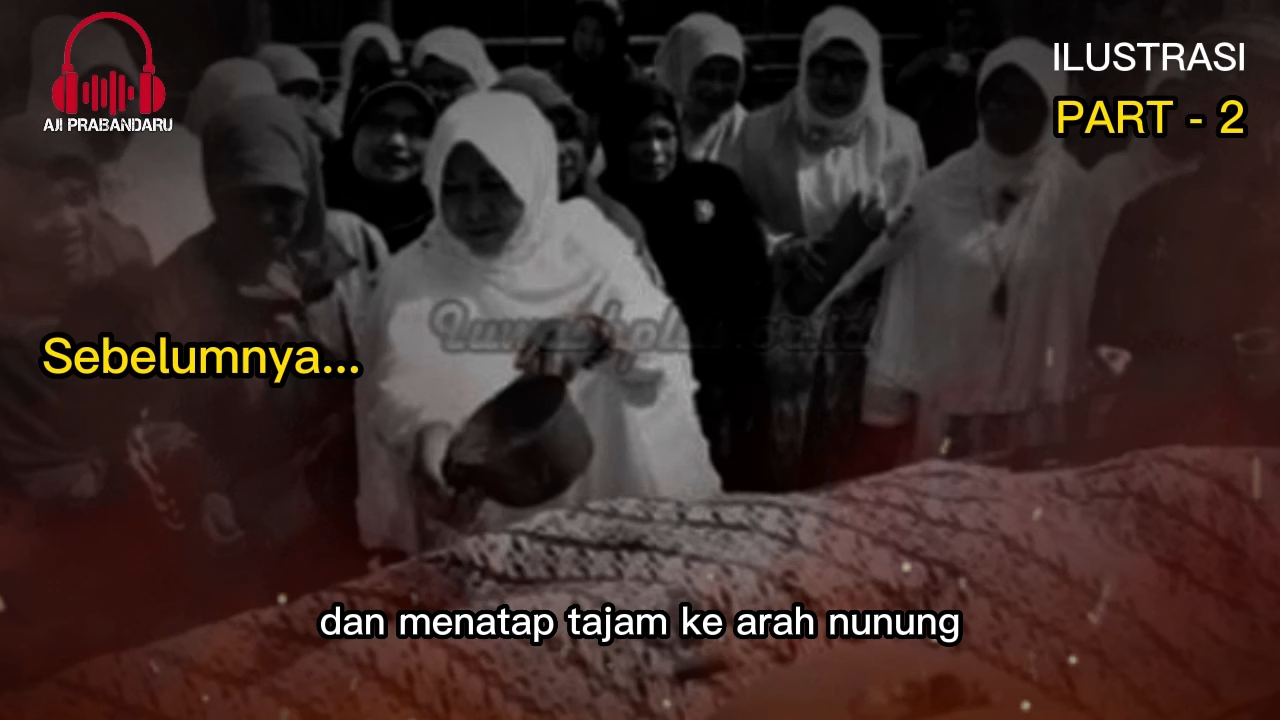 AJI PRABANDARU
ILUSTRASI
PART - 2
Sebelumnya...
dan menatap tajam ke arah nunung